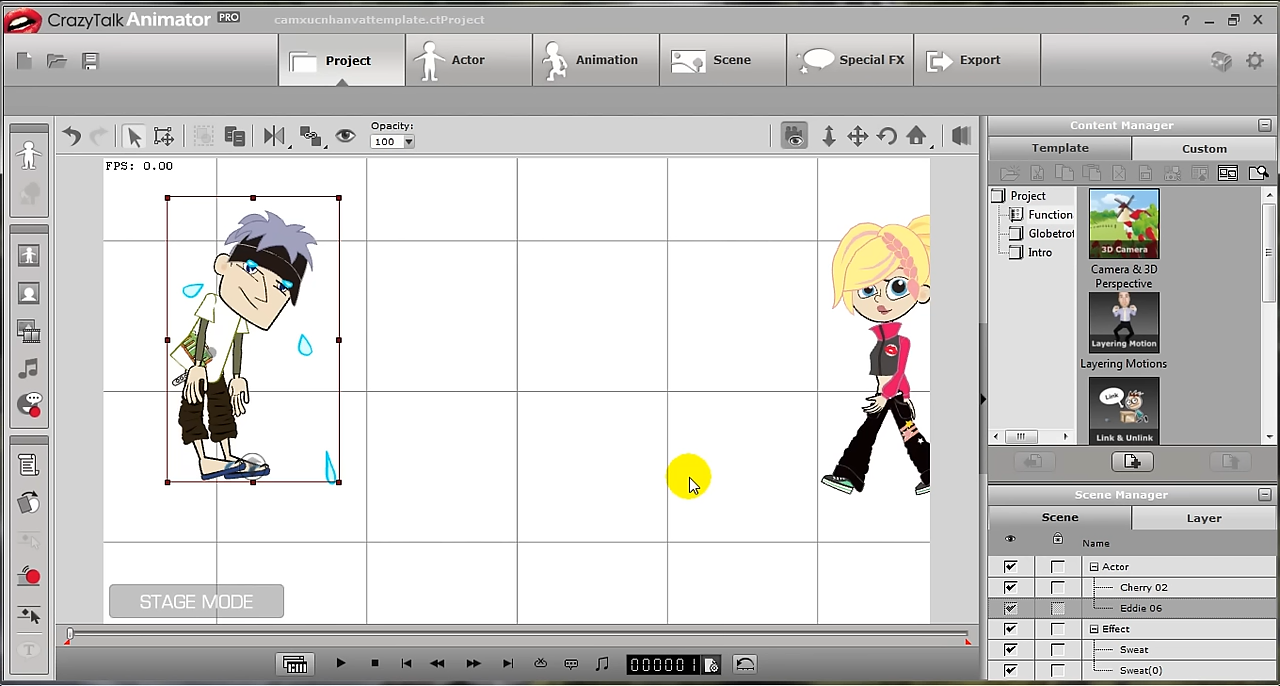 CrazyTalk Animator PRO camxucnhanvattemplate.ctProject
?
Project Actor Animation Scene Special FX Export
Opacity:
100
FPS: 0.00
STAGE MODE
000001
T
Content Manager
Template Custom
Project
Function
Globetrot
Intro
3D Camera
Camera & 3D
Perspective
Layering Motion
Layering Motions
Link
Link & Unlink
Scene Manager
Scene Layer
Name
Actor
Cherry 02
Eddie 06
Effect
Sweat
Sweat(0)